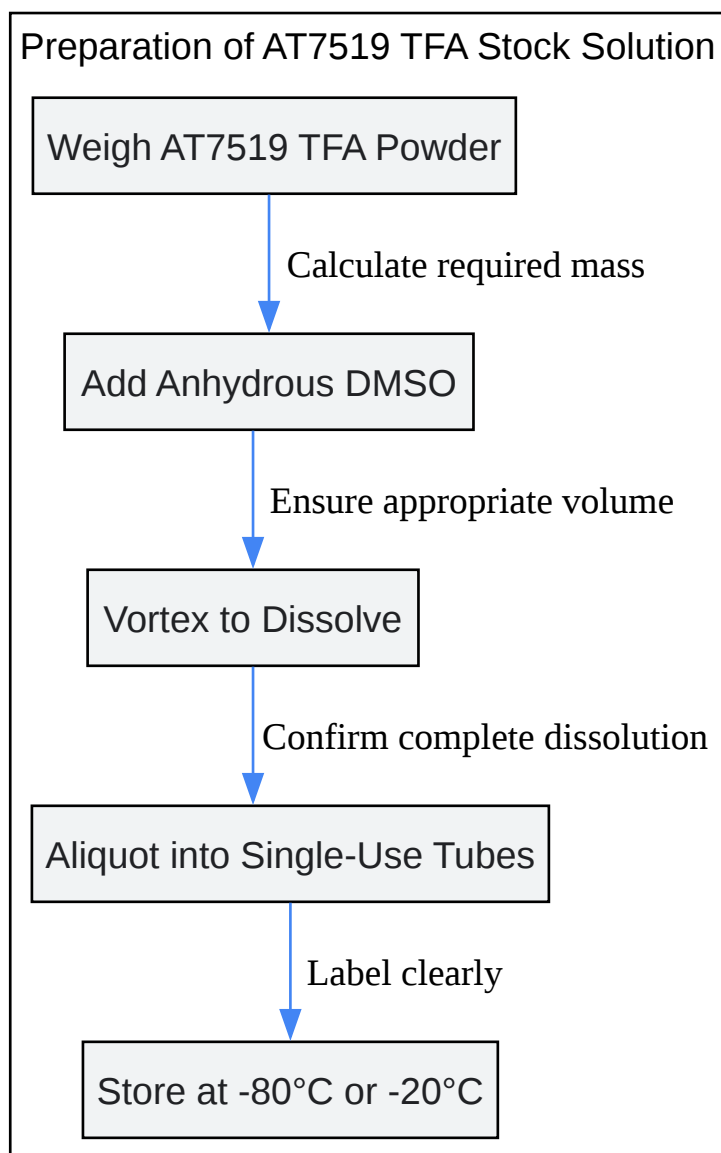 Preparation of AT7519 TFA Stock Solution
Weigh AT7519 TFA Powder
Calculate required mass
Add Anhydrous DMSO
Ensure appropriate volume
Vortex to Dissolve
Confirm complete dissolution
Aliquot into Single-Use Tubes
Label clearly
Store at -80°C or -20°C